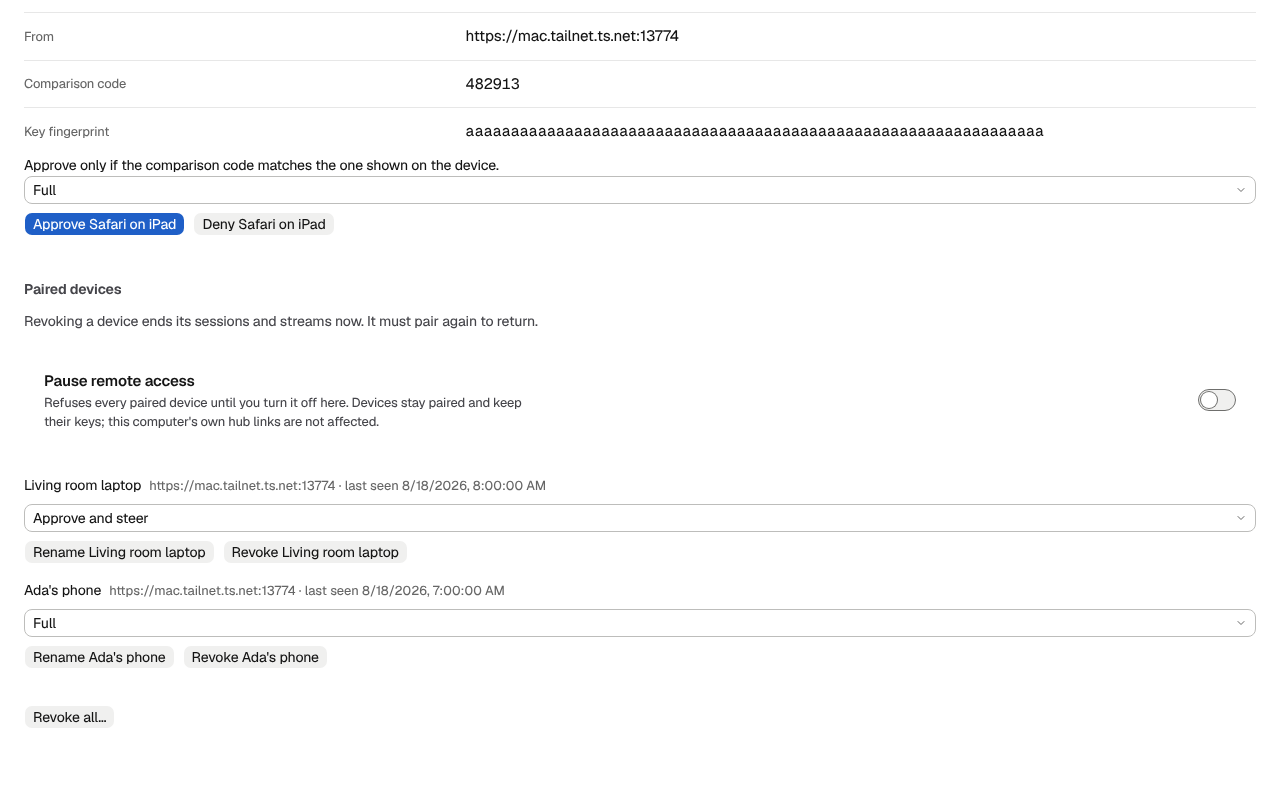 From
https://mac.tailnet.ts.net:13774
Comparison code
482913
Key fingerprint
aaaaaaaaaaaaaaaaaaaaaaaaaaaaaaaaaaaaaaaaaaaaaaaaaaaaaaaaaaaaaaaa
Approve only if the comparison code matches the one shown on the device.
Full
Approve Safari on iPad
Deny Safari on iPad
Paired devices
Revoking a device ends its sessions and streams now. It must pair again to return.
Pause remote access
Refuses every paired device until you turn it off here. Devices stay paired and keep
their keys; this computer's own hub links are not affected.
Living room laptop https://mac.tailnet.ts.net:13774 · last seen 8/18/2026, 8:00:00 AM
Approve and steer
Rename Living room laptop
Revoke Living room laptop
Ada's phone https://mac.tailnet.ts.net:13774 · last seen 8/18/2026, 7:00:00 AM
Full
Rename Ada's phone
Revoke Ada's phone
Revoke all…